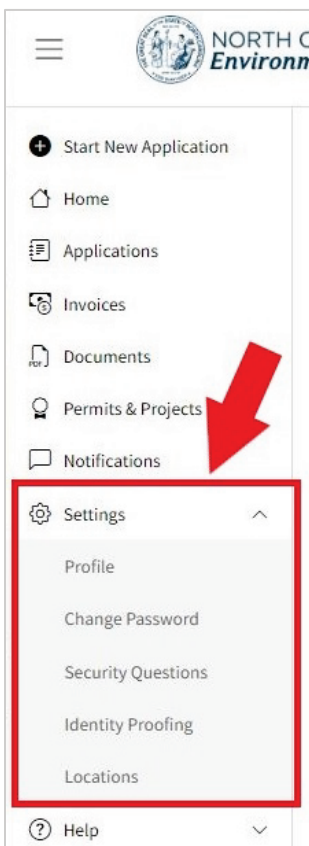 NORTH
Start New Application
Home
Applications
Invoices
PDF
Documents
Permits & Projects
Notifications
Settings
Profile
Change Password
Security Questions
Identity Proofing
Locations
Help